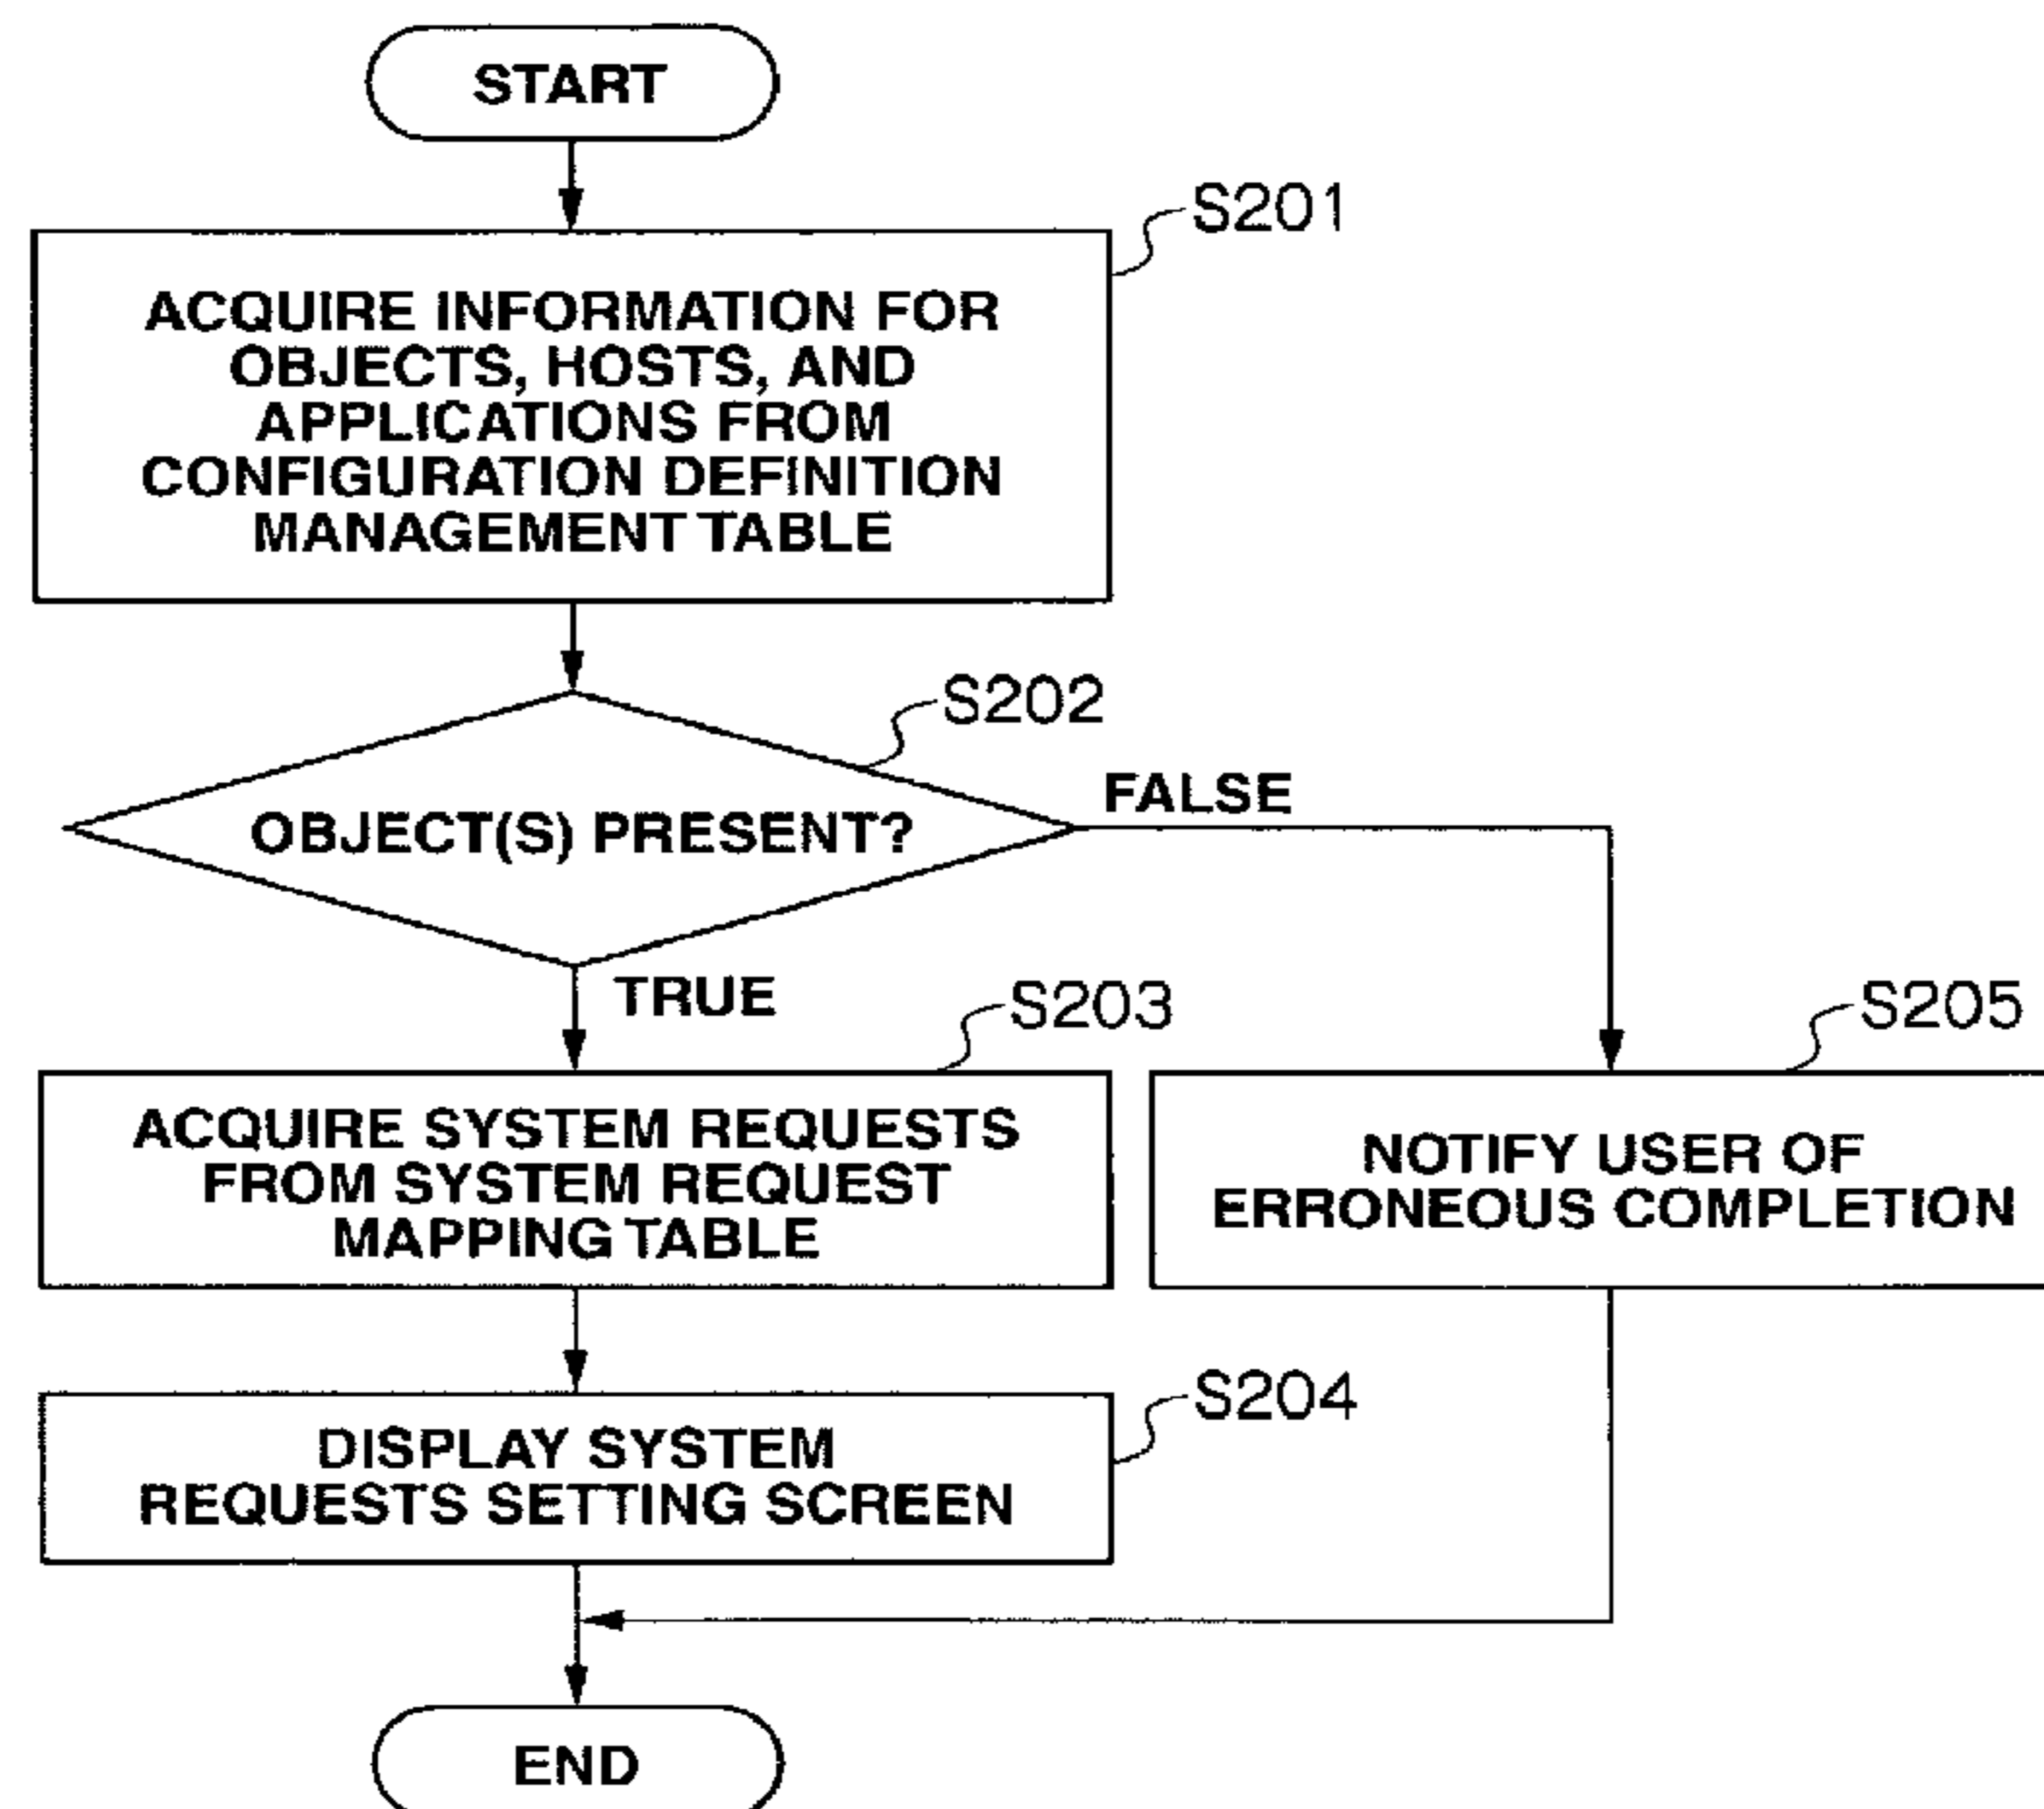 START
S201
ACQUIRE INFORMATION FOR
OBJECTS, HOSTS, AND
APPLICATIONS FROM
CONFIGURATION DEFINITION
MANAGEMENT TABLE
S202
OBJECT(S) PRESENT?
FALSE
TRUE
S203
ACQUIRE SYSTEM REQUESTS
FROM SYSTEM REQUEST
MAPPING TABLE
S205
NOTIFY USER OF
ERRONEOUS COMPLETION
S204
DISPLAY SYSTEM
REQUESTS SETTING SCREEN
END